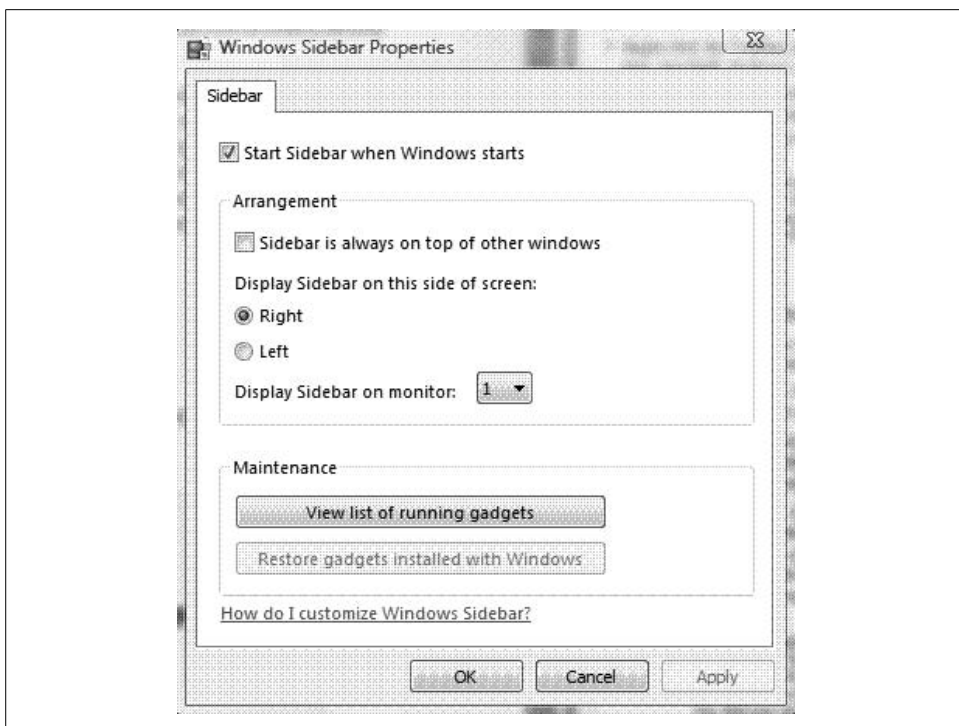 Windows Sidebar Properties
Sidebar
Start Sidebar when Windows starts
Arrangement
Sidebar is always on top of other windows
Display Sidebar on this side of screen:
Right
Left
Display Sidebar on monitor: 1
Maintenance
View list of running gadgets
Restore gadgets installed with Windows
How do I customize Windows Sidebar?
OK Cancel Apply